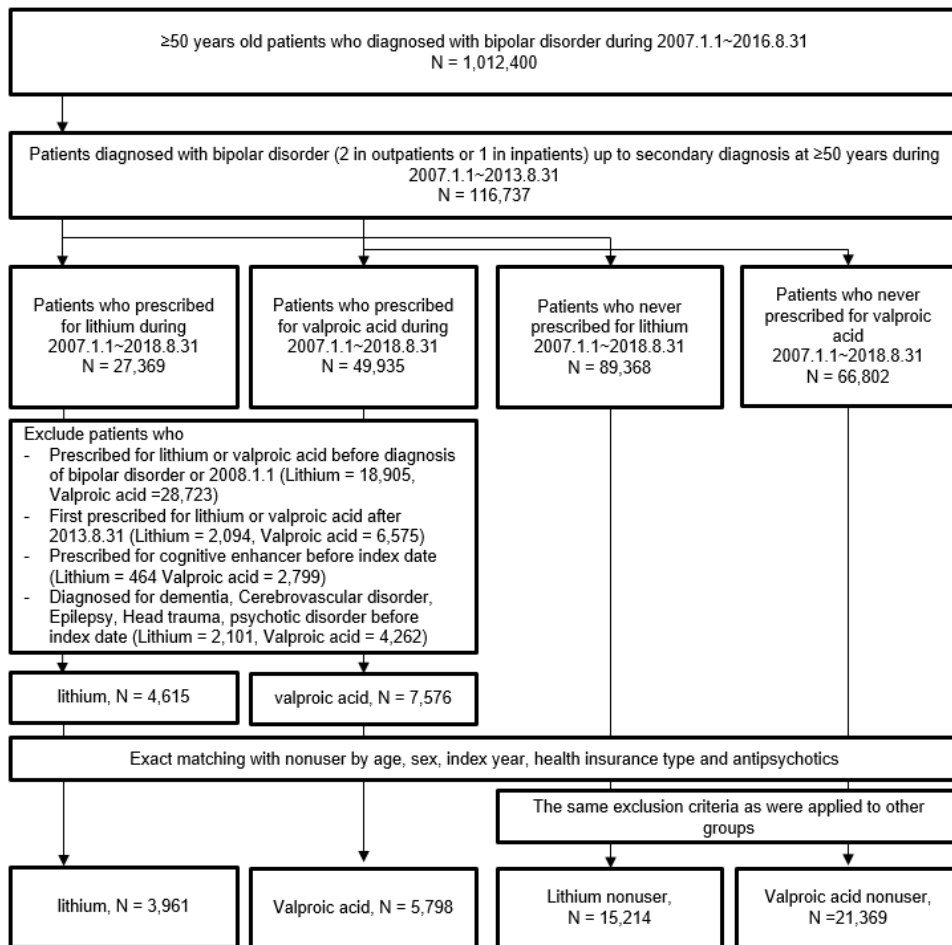 ≥50 years old patients who diagnosed with bipolar disorder during 2007.1.1~2016.8.31
N = 1,012,400
Patients diagnosed with bipolar disorder (2 in outpatients or 1 in inpatients) up to secondary diagnosis at ≥50 years during
2007.1.1~2013.8.31
N = 116,737
Patients who prescribed
for lithium during
2007.1.1~2018.8.31
N = 27,369
Patients who prescribed
for valproic acid during
2007.1.1~2018.8.31
N = 49,935
Patients who never
prescribed for lithium
2007.1.1~2018.8.31
N = 89,368
Patients who never
prescribed for valproic
acid
2007.1.1~2018.8.31
N = 66,802
Exclude patients who
- Prescribed for lithium or valproic acid before diagnosis
of bipolar disorder or 2008.1.1 (Lithium = 18,905,
Valproic acid =28,723)
- First prescribed for lithium or valproic acid after
2013.8.31 (Lithium = 2,094, Valproic acid = 6,575)
- Prescribed for cognitive enhancer before index date
(Lithium = 464 Valproic acid = 2,799)
- Diagnosed for dementia, Cerebrovascular disorder,
Epilepsy, Head trauma, psychotic disorder before
index date (Lithium = 2,101, Valproic acid = 4,262)
lithium, N = 4,615
valproic acid, N = 7,576
Exact matching with nonuser by age, sex, index year, health insurance type and antipsychotics
The same exclusion criteria as were applied to other
groups
lithium, N = 3,961
Valproic acid, N = 5,798
Lithium nonuser,
N = 15,214
Valproic acid nonuser,
N =21,369